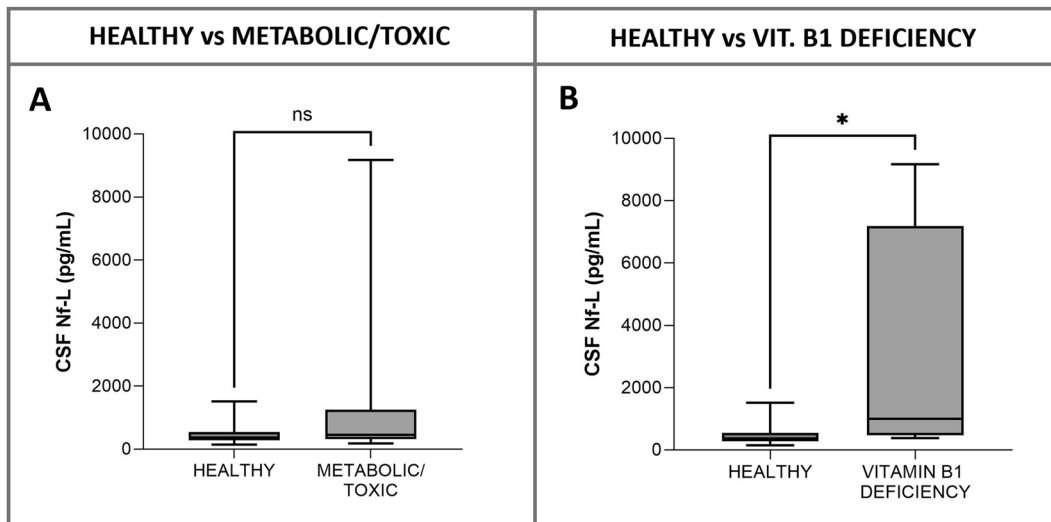 HEALTHY vs METABOLIC/TOXIC
HEALTHY vs VIT. B1 DEFICIENCY
A
ns
10000
8000
6000
4000
2000
0
CSF Nf-L (pg/mL)
HEALTHY
METABOLIC/
TOXIC
B
*
10000
8000
6000
4000
2000
0
CSF Nf-L (pg/mL)
HEALTHY
VITAMIN B1
DEFICIENCY